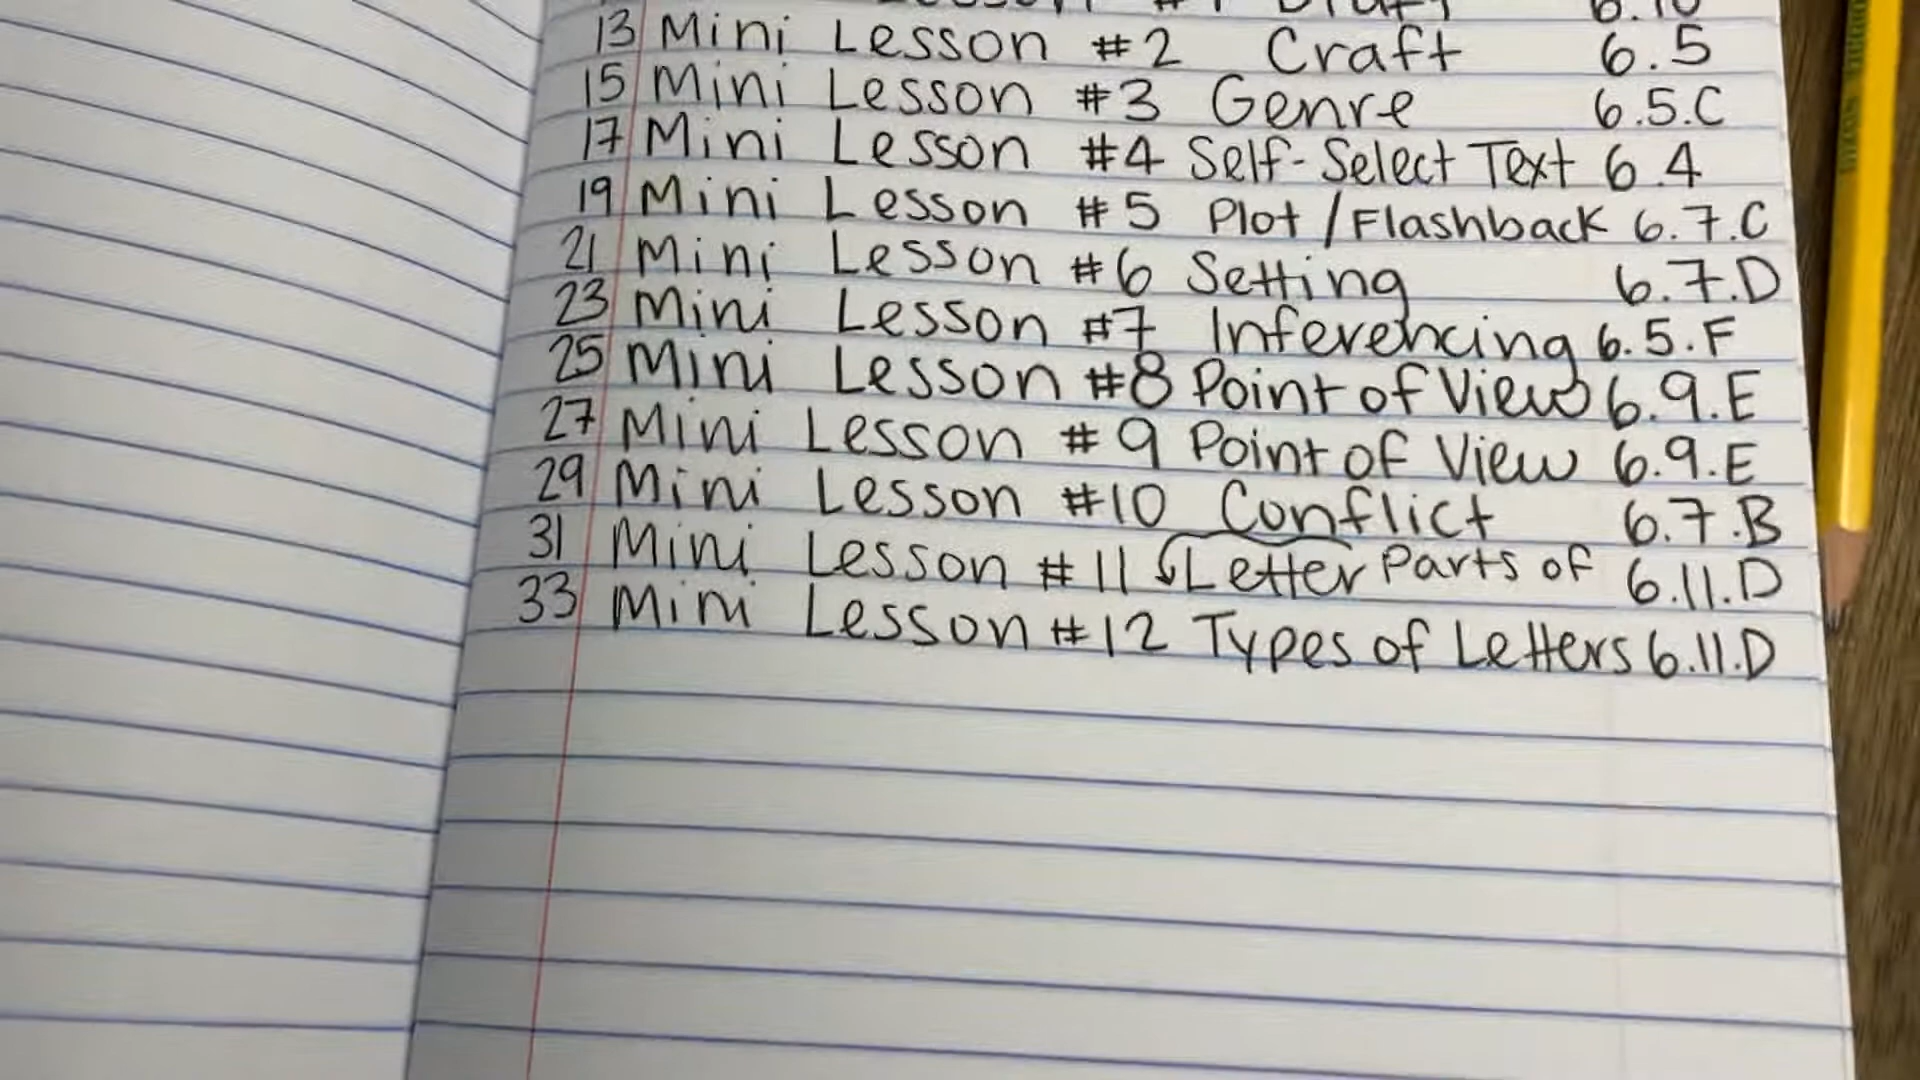 13 Mini Lesson #2 Craft 6.5
15 Mini Lesson #3 Genre 6.5.C
17 Mini Lesson #4 Self-Select Text 6.4
19 Mini Lesson #5 Plot/Flashback 6.7.C
21 Mini Lesson #6 Setting 6.7.D
23 Mini Lesson #7 Inferencing 6.5.F
25 Mini Lesson #8 Point of View 6.9.E
27 Mini Lesson #9 Point of View 6.9.E
29 Mini Lesson #10 Conflict 6.7.B
31 Mini Lesson #11 Letter Parts of 6.11.D
33 Mini Lesson #12 Types of Letters 6.11.D